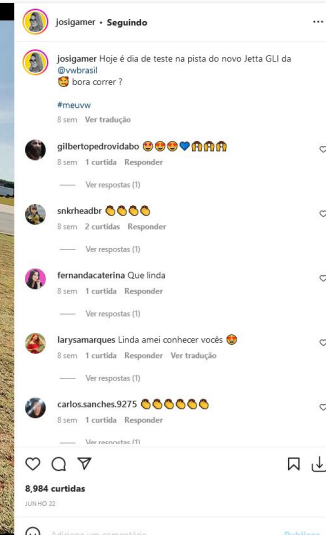 josigamer • Seguindo
josigamer Hoje é dia de teste na pista do novo Jetta GLI da
@vwbrasil
🤩 bora correr ?
#meuvw
8 sem Ver tradução
gilbertopedrovidabo 😍😍😍💙🙌🙌🙌
8 sem 1 curtida Responder
Ver respostas (1)
snkrheadbr 👏👏👏👏
8 sem 2 curtidas Responder
Ver respostas (1)
fernandacaterina Que linda
8 sem 1 curtida Responder
Ver respostas (1)
larysamarques Linda amei conhecer vocês 😍
8 sem 1 curtida Responder Ver tradução
Ver respostas (1)
carlos.sanches.9275 👏👏👏👏👏👏
8 sem 1 curtida Responder
Ver respostas (1)
8,984 curtidas
JUNHO 22
Adicione um comentário...
Publicar